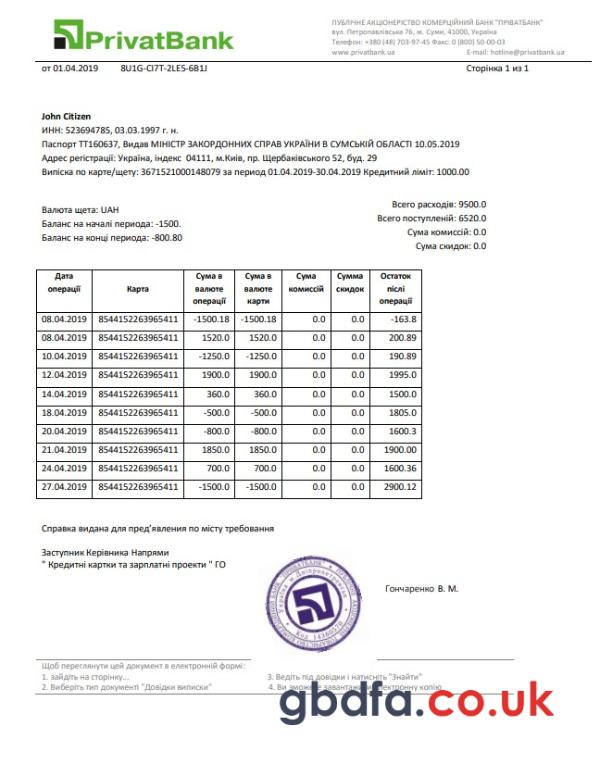 PrivatBank
ПУБЛІЧНЕ АКЦІОНЕРІСТВО КОМЕРЦІЙНИЙ БАНК "ПРІВАТБАНК"
вул. Петропавлівська 76, м. Суми, 41000, Україна
Телефон: +380 (48) 703-97-45 Факс: 0 (800) 50-00-03
www.privatbank.ua E-mail: hotline@privatbank.ua
от 01.04.2019 8U1G-CI7T-2LE5-6B1J Сторінка 1 из 1
John Citizen
ИНН: 523694785, 03.03.1997 г. н.
Паспорт ТТ160637, Видав МІНІСТР ЗАКОРДОННИХ СПРАВ УКРАЇНИ В СУМСЬКІЙ ОБЛАСТІ 10.05.2019
Адрес регістрації: Україна, індекс 04111, м.Київ, пр. Щербаківського 52, буд. 29
Випіска по карте/щету: 3671521000148079 за период 01.04.2019-30.04.2019 Кредитний ліміт: 1000.00
Всего расходів: 9500.0
Валюта щета: UAH
Всего поступленій: 6520.0
Баланс на началі периода: -1500.
Сума комиссій: 0.0
Баланс на конці периода: -800.80
Сума скидок: 0.0
Дата операції Карта Сума в валюте операції Сума в валюте карти Сума комиссій Сумма скидок Остаток післі операції
08.04.2019 8544152263965411 -1500.18 -1500.18 0.0 0.0 -163.8
08.04.2019 8544152263965411 1520.0 1520.0 0.0 0.0 200.89
10.04.2019 8544152263965411 -1250.0 -1250.0 0.0 0.0 190.89
12.04.2019 8544152263965411 1900.0 1900.0 0.0 0.0 1995.0
14.04.2019 8544152263965411 360.0 360.0 0.0 0.0 1500.0
18.04.2019 8544152263965411 -500.0 -500.0 0.0 0.0 1805.0
20.04.2019 8544152263965411 -800.0 -800.0 0.0 0.0 1600.3
21.04.2019 8544152263965411 1850.0 1850.0 0.0 0.0 1900.00
24.04.2019 8544152263965411 700.0 700.0 0.0 0.0 1600.36
27.04.2019 8544152263965411 -1500.0 -1500.0 0.0 0.0 2900.12
Справка видана для пред'явления по місту требования
Заступник Керівника Напрями
" Кредитні картки та зарплатні проекти " ГО
Гончаренко В. М.
Код 14360570
Щоб переглянути цей документ в електронній формі:
1. зайдіть на сторінку... 3. Ведіть під довідки і натисніть "Знайти"
2. Виберіть тип документі "Довідки виписки" 4. Ви зможете завантажити електронну копію
gbdfa.co.uk